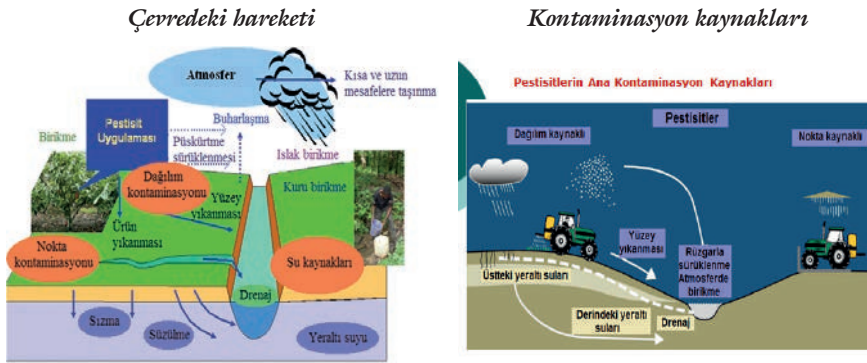 Çevredeki hareketi
Kontaminasyon kaynakları
Atmosfer
Kısa ve uzun
mesafelere taşınma
Pestisit
Uygulaması
Birikme
Buharlaşma
Püskürtme
sürüklenmesi
Islak birikme
Dağılım
kontaminasyonu
Yüzey
yıkanması
Kuru birikme
Ürün
yıkanması
Nokta
kontaminasyonu
Su kaynakları
Drenaj
Sızma
Süzülme
Yeraltı suyu
Pestisitlerin Ana Kontaminasyon Kaynakları
Pestisitler
Dağılım kaynaklı
Nokta kaynaklı
Yüzey
yıkanması
Rüzgarla
sürüklenme
Atmosferde
birikme
Üstteki yeraltı suları
Derindeki yeraltı
suları
Drenaj